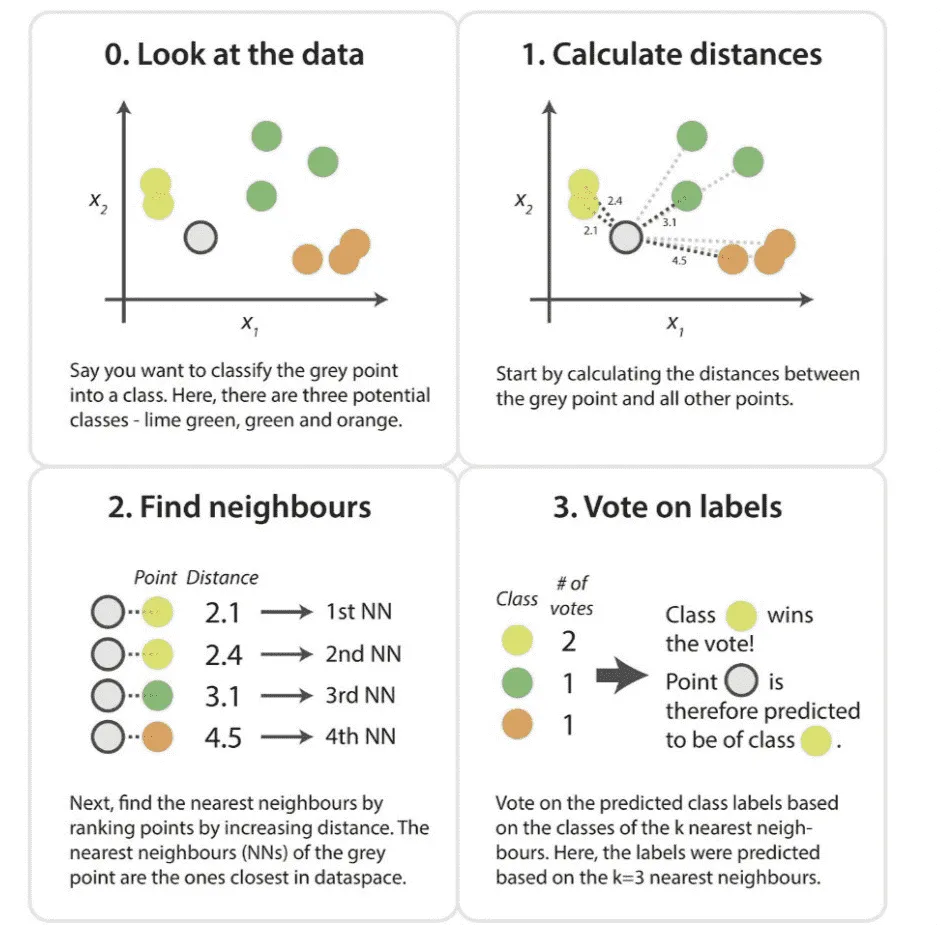 0. Look at the data
x2
x1
Say you want to classify the grey point
into a class. Here, there are three potential
classes - lime green, green and orange.
1. Calculate distances
x2
2.4
3.1
2.1
4.5
x1
Start by calculating the distances between
the grey point and all other points.
2. Find neighbours
Point Distance
2.1 1st NN
2.4 2nd NN
3.1 3rd NN
4.5 4th NN
Next, find the nearest neighbours by
ranking points by increasing distance. The
nearest neighbours (NNs) of the grey
point are the ones closest in dataspace.
3. Vote on labels
Class # of
votes
2
1
1
Class wins
the vote!
Point is
therefore predicted
to be of class .
Vote on the predicted class labels based
on the classes of the k nearest neigh-
bours. Here, the labels were predicted
based on the k=3 nearest neighbours.